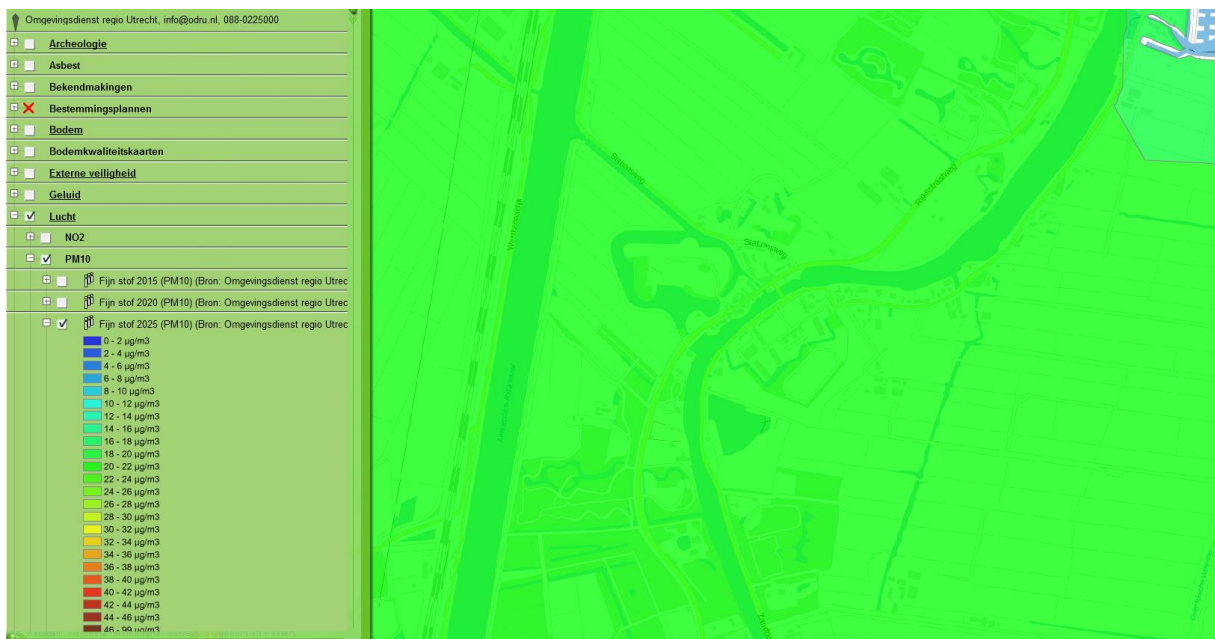 Omgevingsdienst regio Utrecht, info@odru.nl, 088-0225000
Archeologie
Asbest
Bekendmakingen
Bestemmingsplannen
Bodem
Bodemkwaliteitskaarten
Externe veiligheid
Geluid
Lucht
NO2
PM10
Fijn stof 2015 (PM10) (Bron: Omgevingsdienst regio Utrec
Fijn stof 2020 (PM10) (Bron: Omgevingsdienst regio Utrec
Fijn stof 2025 (PM10) (Bron: Omgevingsdienst regio Utrec
0 - 2 µg/m3
2 - 4 µg/m3
4 - 6 µg/m3
6 - 8 µg/m3
8 - 10 µg/m3
10 - 12 µg/m3
12 - 14 µg/m3
14 - 16 µg/m3
16 - 18 µg/m3
18 - 20 µg/m3
20 - 22 µg/m3
22 - 24 µg/m3
24 - 26 µg/m3
26 - 28 µg/m3
28 - 30 µg/m3
30 - 32 µg/m3
32 - 34 µg/m3
34 - 36 µg/m3
36 - 38 µg/m3
38 - 40 µg/m3
40 - 42 µg/m3
42 - 44 µg/m3
44 - 46 µg/m3
46 - 99 µg/m3
Stationsweg
Rijksstraatweg
Stationsweg